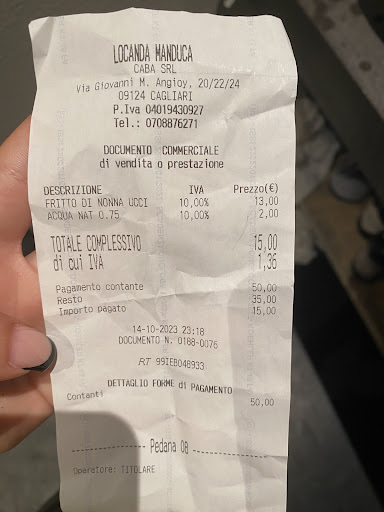 LOCANDA MANDUCA
CABA SRL
Via Giovanni M. Angioy, 20/22/24
09124 CAGLIARI
P.Iva 04019430927
Tel.: 0708876271
DOCUMENTO COMMERCIALE
di vendita o prestazione
DESCRIZIONE IVA Prezzo(€)
FRITTO DI NONNA UCCI 10,00% 13,00
ACQUA NAT 0.75 10,00% 2,00
TOTALE COMPLESSIVO 15,00
di cui IVA 1,36
Pagamento contante 50,00
Resto 35,00
Importo pagato 15,00
14-10-2023 23:18
DOCUMENTO N. 0188-0076
RT 99IEB048933
DETTAGLIO FORME di PAGAMENTO
Contanti 50,00
Pedana 08
Operatore: TITOLARE